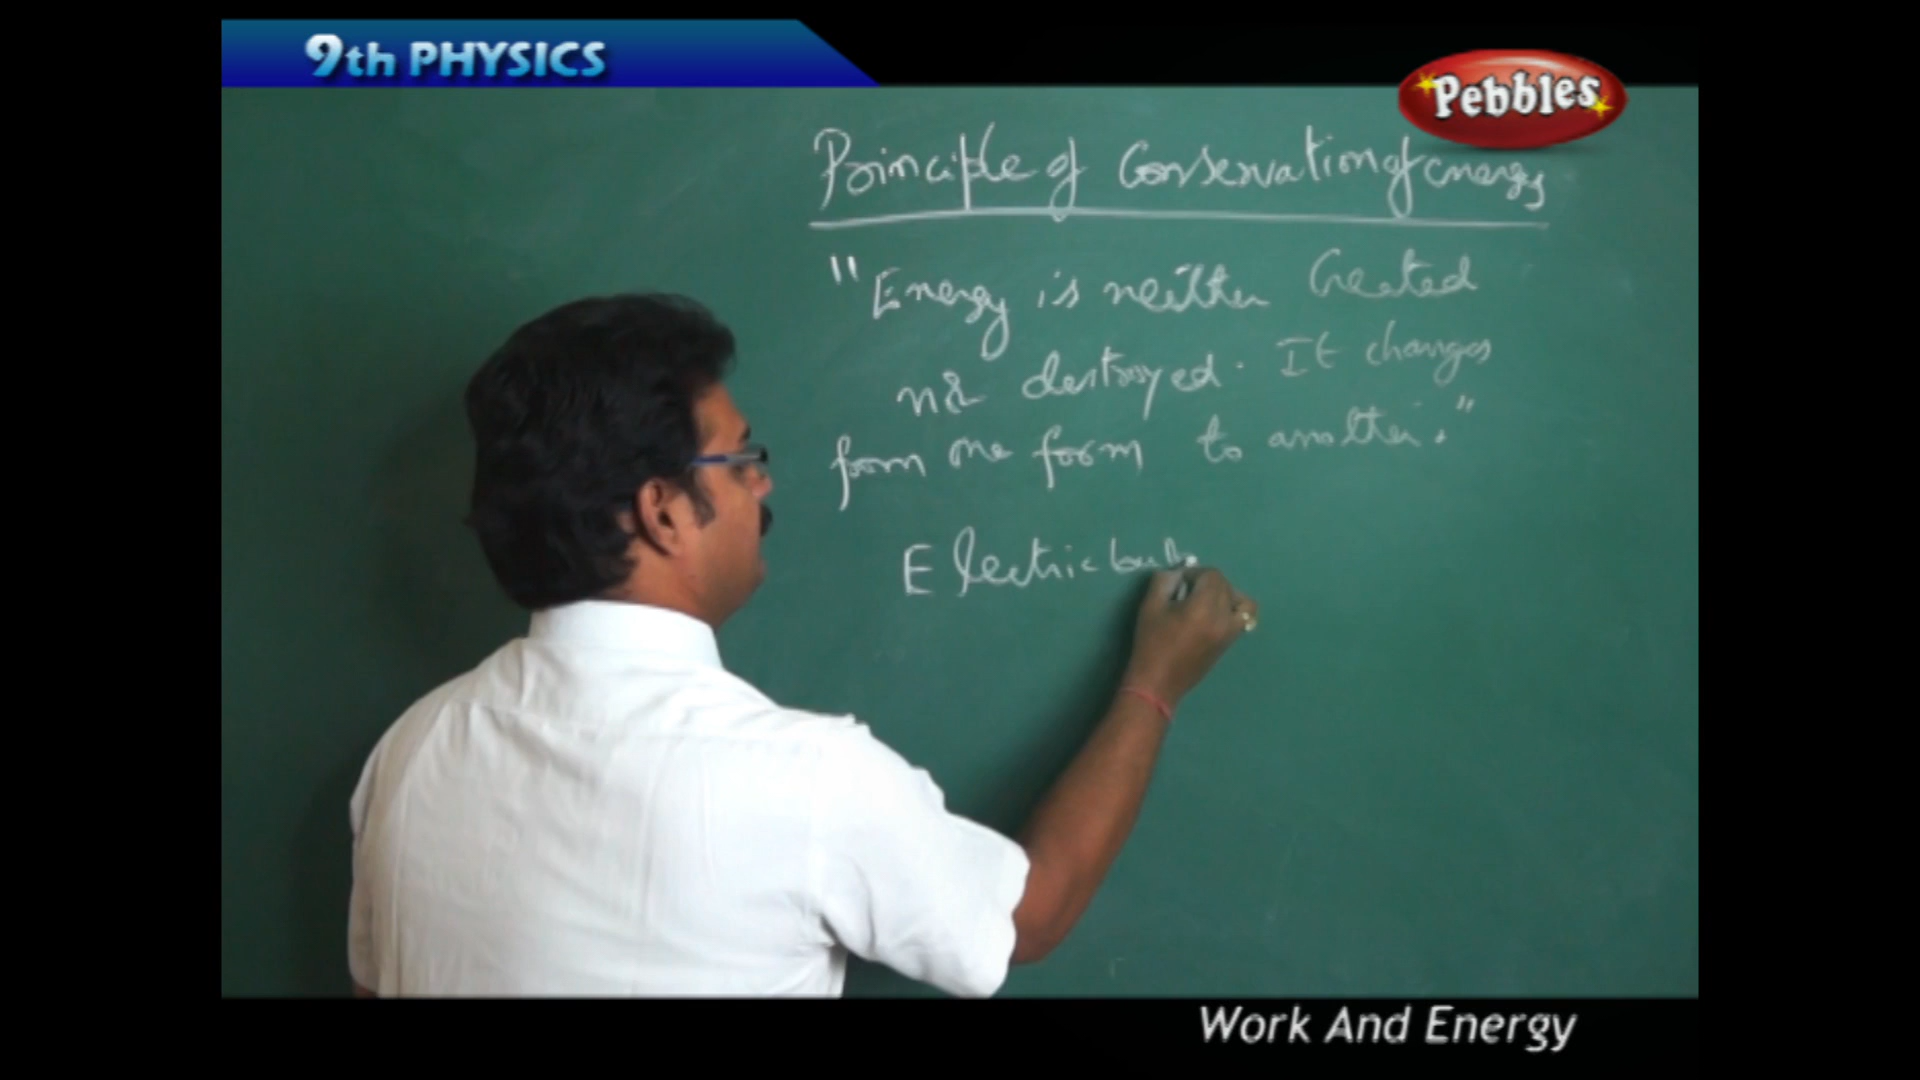 9th PHYSICS
Pebbles
Principle of Conservation of energy
"Energy is neither Created
nor destroyed. It changes
from one form to another."
Electric bulb
Work And Energy